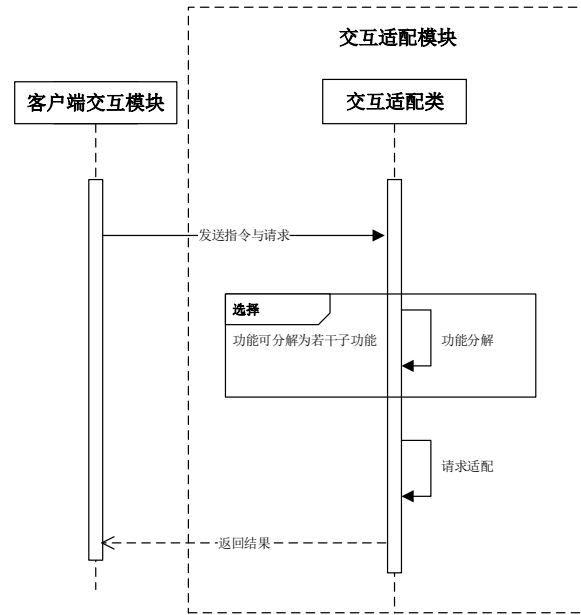 交互适配模块
客户端交互模块
交互适配类
发送指令与请求
选择
功能可分解为若干子功能
功能分解
请求适配
返回结果